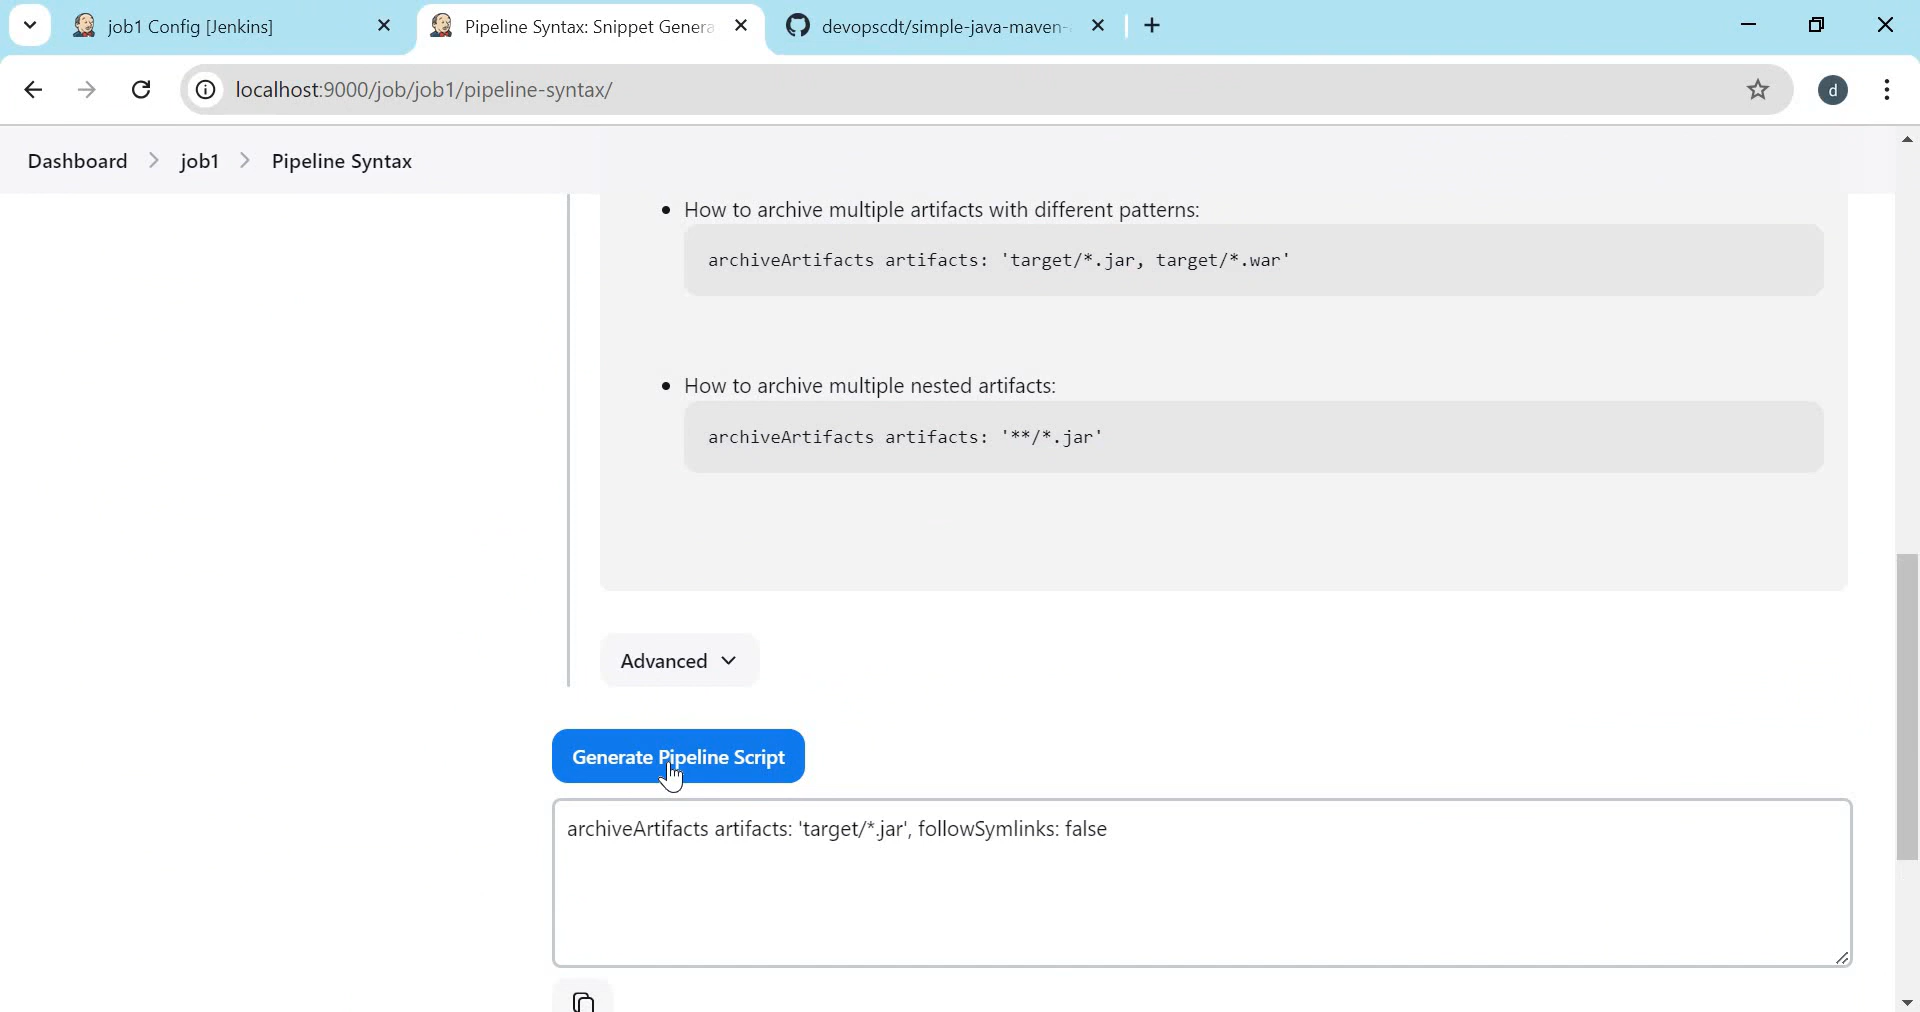 job1 Config [Jenkins]
Pipeline Syntax: Snippet Genera
devopscdt/simple-java-maven-
localhost:9000/job/job1/pipeline-syntax/
d
Dashboard
job1
Pipeline Syntax
How to archive multiple artifacts with different patterns:
archiveArtifacts artifacts: 'target/*.jar, target/*.war'
How to archive multiple nested artifacts:
archiveArtifacts artifacts: '**/*.jar'
Advanced
Generate Pipeline Script
archiveArtifacts artifacts: 'target/*.jar', followSymlinks: false